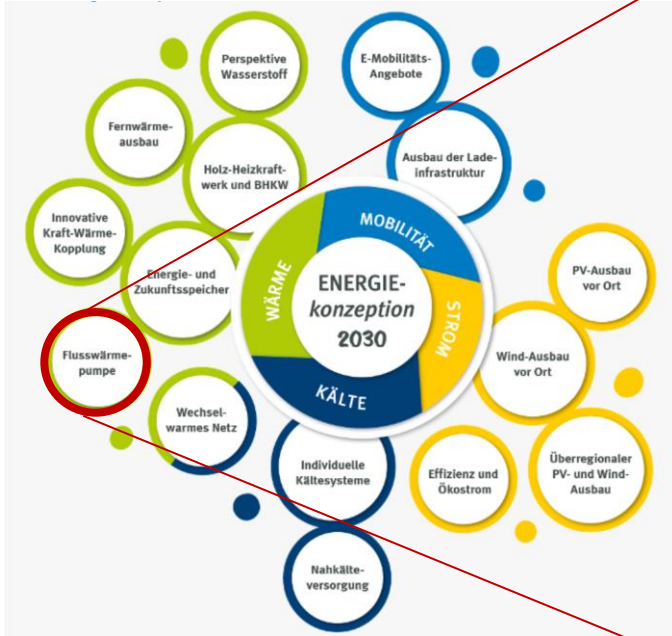 Perspektive
Wasserstoff
E-Mobilitäts-
Angebote
Fernwärme-
ausbau
Holz-Heizkraft-
werk und BHKW
Ausbau der Lade-
infrastruktur
Innovative
Kraft-Wärme-
Kopplung
Energie- und
Zukunftsspeicher
WÄRME
MOBILITÄT
STROM
KÄLTE
ENERGIE-
konzeption
2030
PV-Ausbau
vor Ort
Wind-Ausbau
vor Ort
Flusswärme-
pumpe
Wechsel-
warmes Netz
Individuelle
Kältesysteme
Effizienz und
Ökostrom
Überregionaler
PV- und Wind-
Ausbau
Nahkälte-
versorgung